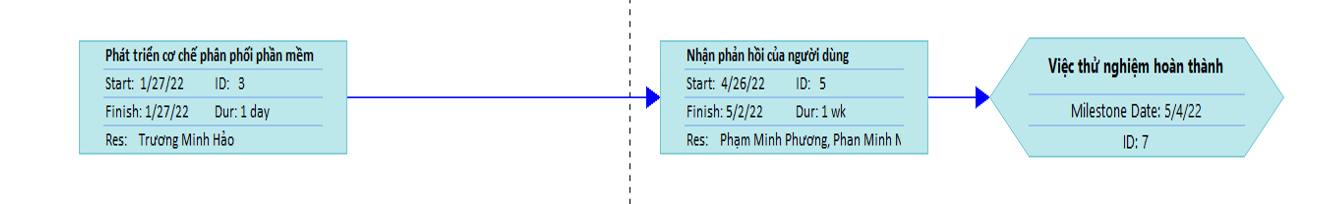 Phát triển cơ chế phân phối phần mềm
Start: 1/27/22 ID: 3
Finish: 1/27/22 Dur: 1 day
Res: Trương Minh Hảo
Nhận phản hồi của người dùng
Start: 4/26/22 ID: 5
Finish: 5/2/22 Dur: 1 wk
Res: Phạm Minh Phương, Phan Minh
Việc thử nghiệm hoàn thành
Milestone Date: 5/4/22
ID: 7